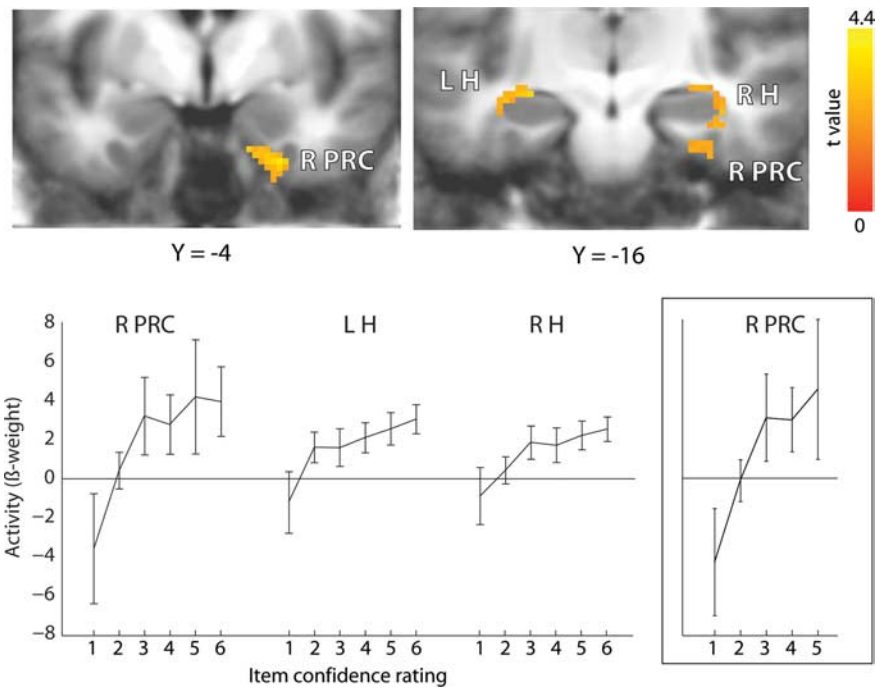 4.4
L H
R H
t value
R PRC
R PRC
0
Y = -4
Y = -16
R PRC
L H
R H
R PRC
Activity (ß-weight)
8
6
4
2
0
−2
−4
−6
−8
1 2 3 4 5 6
1 2 3 4 5 6
1 2 3 4 5 6
1 2 3 4 5
Item confidence rating